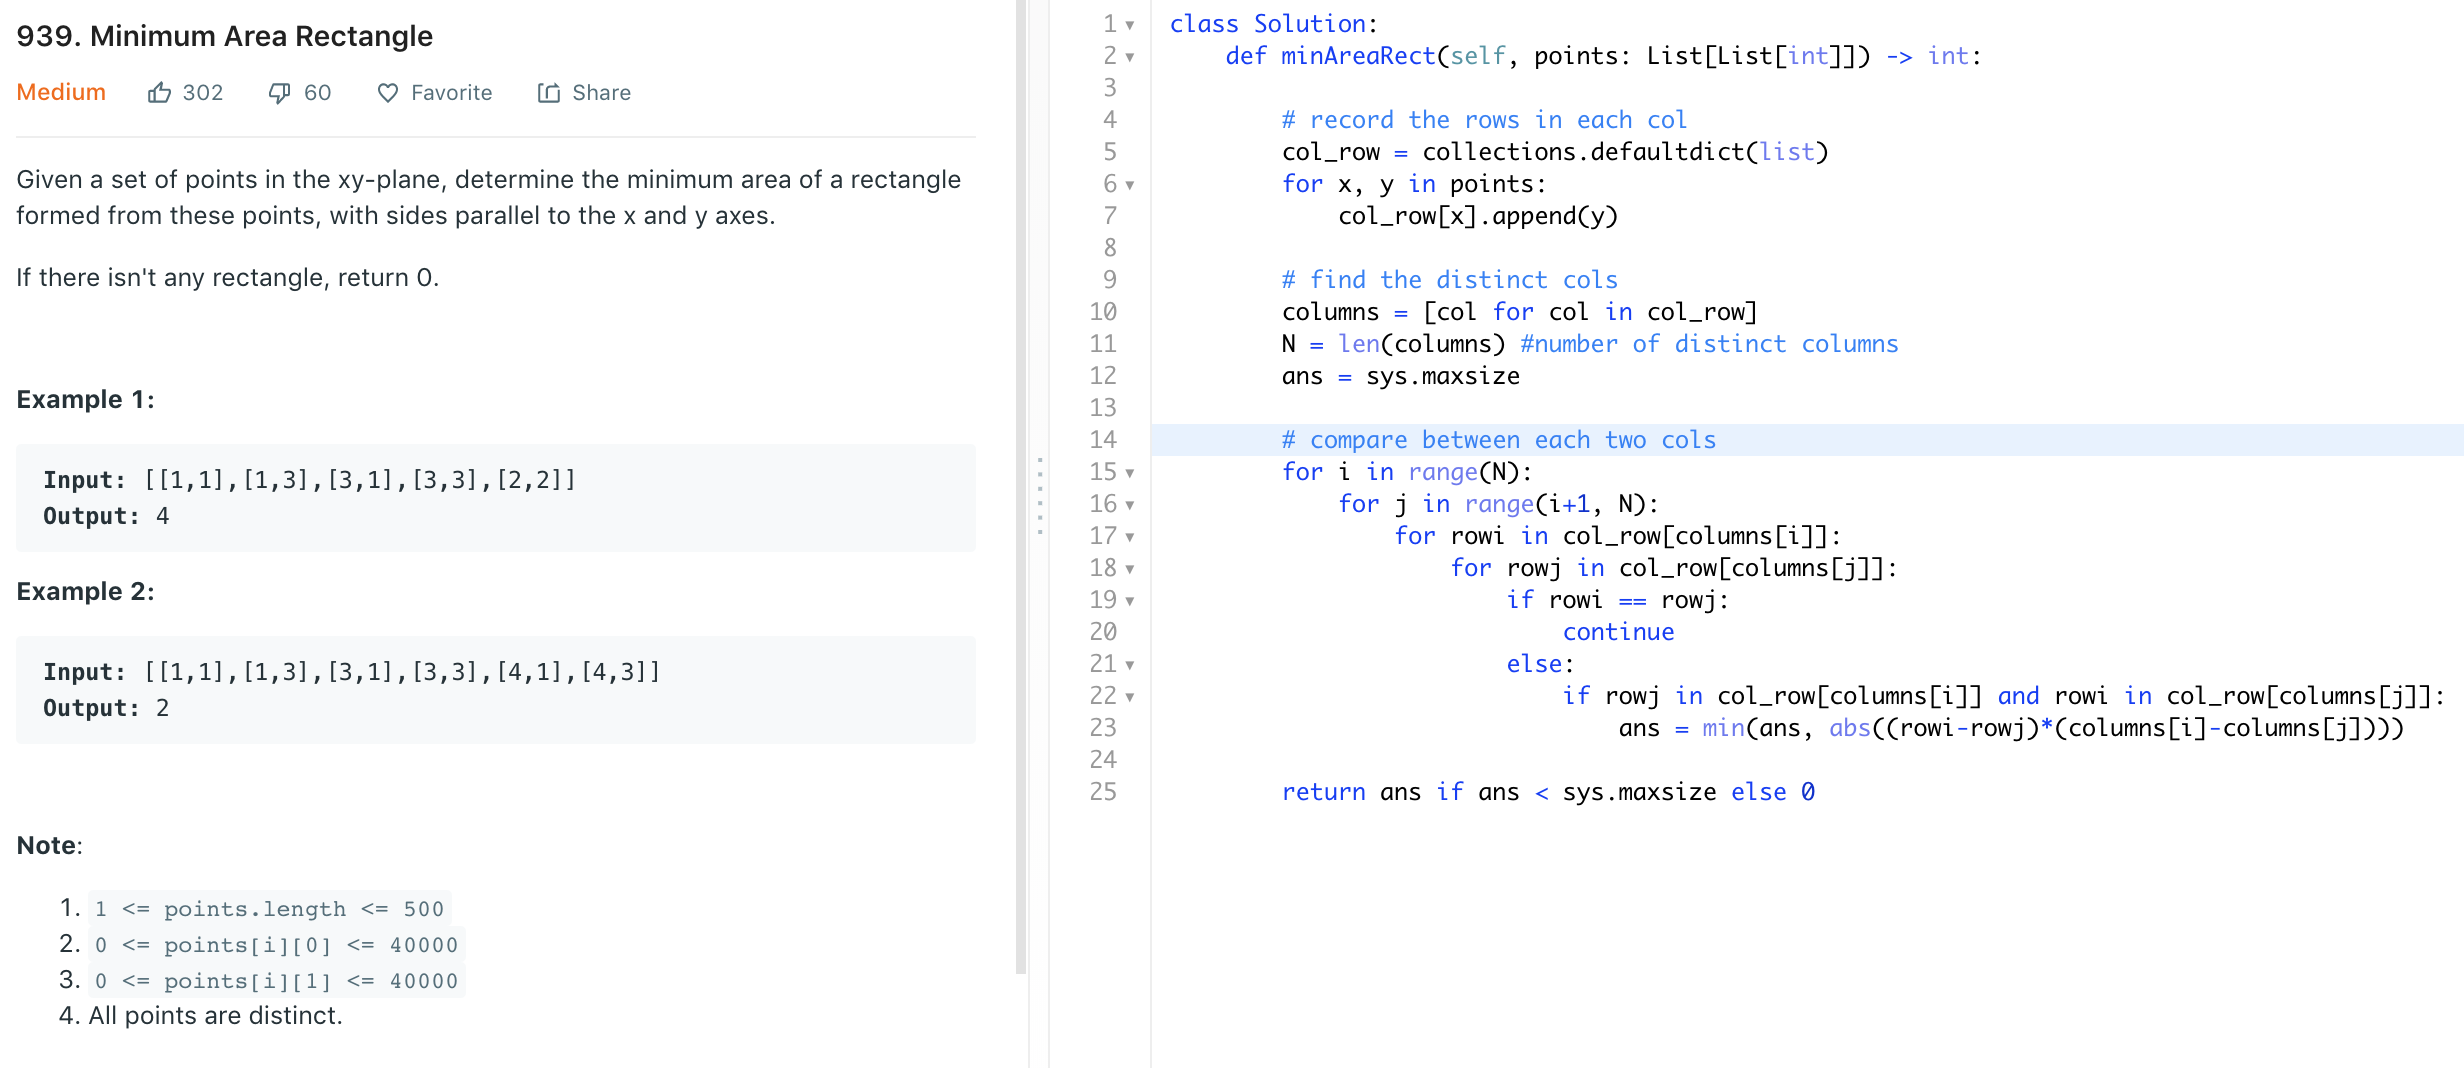 939. Minimum Area Rectangle
Medium 302 60 Favorite Share
Given a set of points in the xy-plane, determine the minimum area of a rectangle
formed from these points, with sides parallel to the x and y axes.
If there isn't any rectangle, return 0.
Example 1:
Input: [[1,1],[1,3],[3,1],[3,3],[2,2]]
Output: 4
Example 2:
Input: [[1,1],[1,3],[3,1],[3,3],[4,1],[4,3]]
Output: 2
Note:
1. 1 <= points.length <= 500
2. 0 <= points[i][0] <= 40000
3. 0 <= points[i][1] <= 40000
4. All points are distinct.
1 class Solution:
2     def minAreaRect(self, points: List[List[int]]) -> int:
3
4         # record the rows in each col
5         col_row = collections.defaultdict(list)
6         for x, y in points:
7             col_row[x].append(y)
8
9         # find the distinct cols
10         columns = [col for col in col_row]
11         N = len(columns) #number of distinct columns
12         ans = sys.maxsize
13
14         # compare between each two cols
15         for i in range(N):
16             for j in range(i+1, N):
17                 for rowi in col_row[columns[i]]:
18                     for rowj in col_row[columns[j]]:
19                         if rowi == rowj:
20                             continue
21                         else:
22                             if rowj in col_row[columns[i]] and rowi in col_row[columns[j]]:
23                                 ans = min(ans, abs((rowi-rowj)*(columns[i]-columns[j])))
24
25         return ans if ans < sys.maxsize else 0